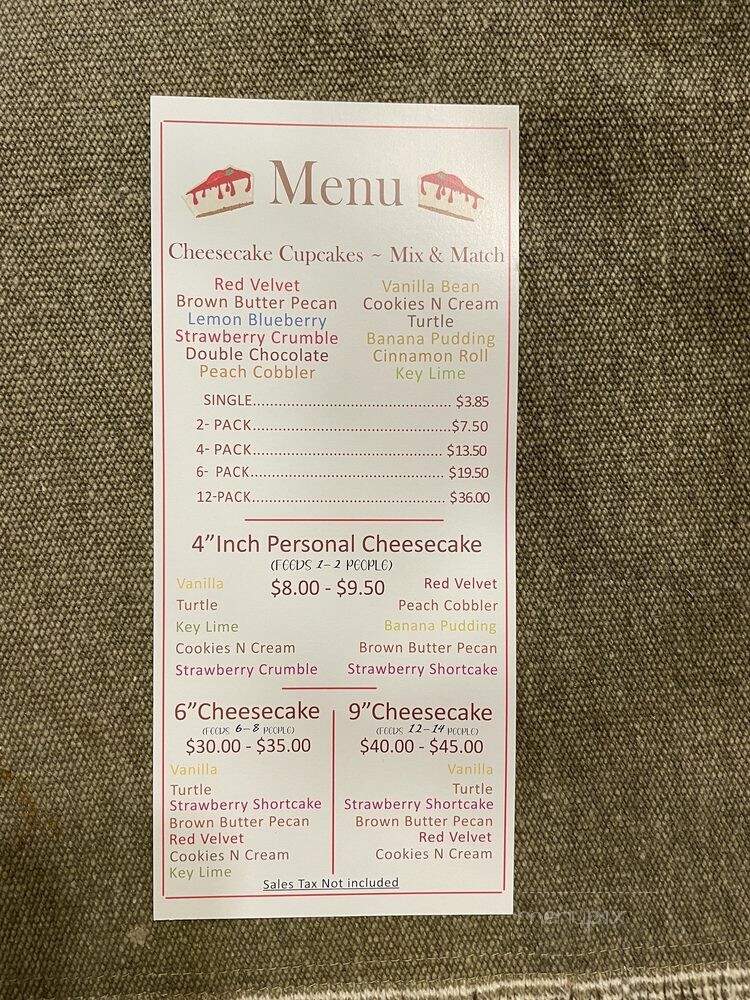 Menu
Cheesecake Cupcakes ~ Mix & Match
Red Velvet
Brown Butter Pecan
Lemon Blueberry
Strawberry Crumble
Double Chocolate
Peach Cobbler
Vanilla Bean
Cookies N Cream
Turtle
Banana Pudding
Cinnamon Roll
Key Lime
SINGLE................................................ $3.85
2- PACK................................................$7.50
4- PACK............................................... $13.50
6- PACK................................................ $19.50
12-PACK............................................... $36.00
4”Inch Personal Cheesecake
(FEEDS 1-2 PEOPLE)
$8.00 - $9.50
Vanilla
Turtle
Key Lime
Cookies N Cream
Strawberry Crumble
Red Velvet
Peach Cobbler
Banana Pudding
Brown Butter Pecan
Strawberry Shortcake
6”Cheesecake
(FEEDS 6-8 PEOPLE)
$30.00 - $35.00
Vanilla
Turtle
Strawberry Shortcake
Brown Butter Pecan
Red Velvet
Cookies N Cream
Key Lime
9”Cheesecake
(FEEDS 12-14 PEOPLE)
$40.00 - $45.00
Vanilla
Turtle
Strawberry Shortcake
Brown Butter Pecan
Red Velvet
Cookies N Cream
Sales Tax Not included
menupix